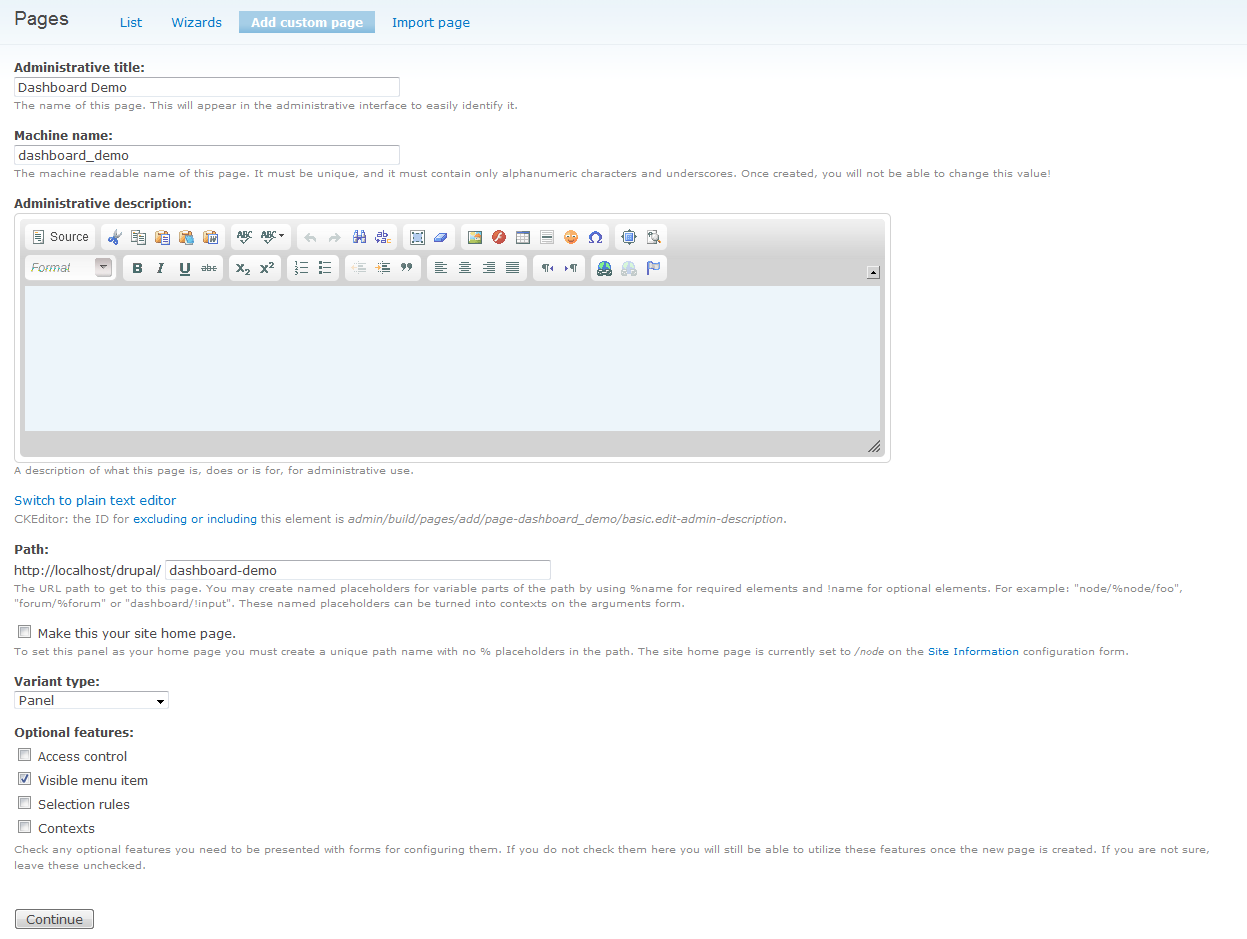 Pages List Wizards Add custom page Import page
Administrative title:
Dashboard Demo
The name of this page. This will appear in the administrative interface to easily identify it.
Machine name:
dashboard_demo
The machine readable name of this page. It must be unique, and it must contain only alphanumeric characters and underscores. Once created, you will not be able to change this value!
Administrative description:
Source ABC ABC
Format B I U abc X₂ X²
A description of what this page is, does or is for, for administrative use.
Switch to plain text editor
CKEditor: the ID for excluding or including this element is admin/build/pages/add/page-dashboard_demo/basic.edit-admin-description.
Path:
http://localhost/drupal/ dashboard-demo
The URL path to get to this page. You may create named placeholders for variable parts of the path by using %name for required elements and !name for optional elements. For example: "node/%node/foo",
"forum/%forum" or "dashboard/!input". These named placeholders can be turned into contexts on the arguments form.
Make this your site home page.
To set this panel as your home page you must create a unique path name with no % placeholders in the path. The site home page is currently set to /node on the Site Information configuration form.
Variant type:
Panel
Optional features:
Access control
Visible menu item
Selection rules
Contexts
Check any optional features you need to be presented with forms for configuring them. If you do not check them here you will still be able to utilize these features once the new page is created. If you are not sure,
leave these unchecked.
Continue